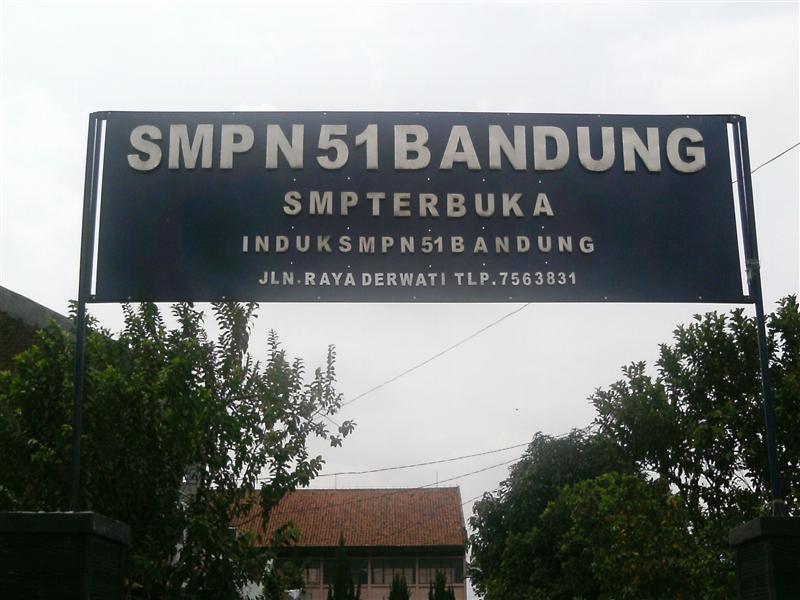 SMPN 51 BANDUNG
SMP TERBUKA
INDUK SMPN 51 BANDUNG
JLN. RAYA DERWATI TLP. 7563831